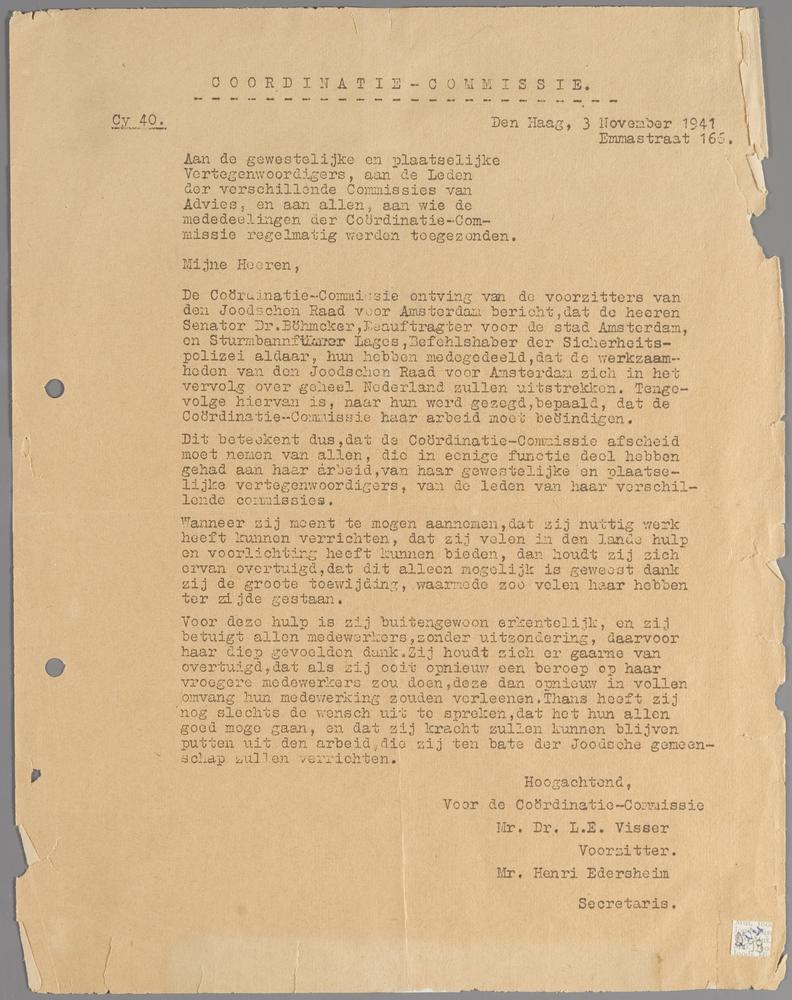 COORDINATIE-COMMISSIE.
Cy 40.
Den Haag, 3 November 1941
Emmastraat 166.
Aan de gewestelijke en plaatselijke
Vertegenwoordigers, aan de Leden
der verschillende Commissies van
Advies, en aan allen, aan wie de
mededeelingen der Coördinatie-Com-
missie regelmatig werden toegezonden.
Mijne Heeren,
De Coördinatie-Commissie ontving van de voorzitters van
den Joodschen Raad voor Amsterdam bericht,dat de heeren
Senator Dr.Böhmcker,Beauftragter voor de stad Amsterdam,
en Sturmbannführer Lages,Befehlshaber der Sicherheits-
polizei aldaar, hun hebben medegedeeld,dat de werkzaam-
heden van den Joodschen Raad voor Amsterdam zich in het
vervolg over geheel Nederland zullen uitstrekken. Tenge-
volge hiervan is, naar hun werd gezegd,bepaald, dat de
Coördinatie-Commissie haar arbeid moet beëindigen.
Dit beteekent dus,dat de Coördinatie-Commissie afscheid
moet nemen van allen, die in eenige functie deel hebben
gehad aan haar arbeid,van haar gewestelijke en plaatse-
lijke vertegenwoordigers, van de leden van haar verschil-
lende commissies.
Wanneer zij meent te mogen aannemen,dat zij nuttig werk
heeft kunnen verrichten, dat zij velen in den lande hulp
en voorlichting heeft kunnen bieden, dan houdt zij zich
ervan overtuigd,dat dit alleen mogelijk is geweest dank
zij de groote toewijding, waarmede zoo velen haar hebben
ter zijde gestaan.
Voor deze hulp is zij buitengewoon erkentelijk, en zij
betuigt allen medewerkers,zonder uitzondering, daarvoor
haar diep gevoelden dank.Zij houdt zich er gaarne van
overtuigd,dat als zij ooit opnieuw een beroep op haar
vroegere medewerkers zou doen,deze dan opnieuw in vollen
omvang hun medewerking zouden verleenen.Thans heeft zij
nog slechts de wensch uit te spreken,dat het hun allen
goed moge gaan, en dat zij kracht zullen kunnen blijven
putten uit den arbeid,die zij ten bate der Joodsche gemeen-
schap zullen verrichten.
Hoogachtend,
Voor de Coördinatie-Commissie
Mr. Dr. L.E. Visser
Voorzitter.
Mr. Henri Edersheim
Secretaris.